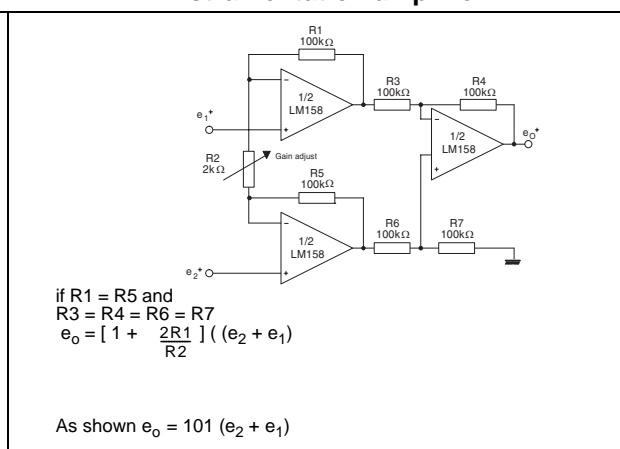 R1
100kΩ
R3
100kΩ
R4
100kΩ
1/2
LM158
e1+
eO+
1/2
LM158
R2
2kΩ
Gain adjust
R5
100kΩ
R6
100kΩ
R7
100kΩ
1/2
LM158
e2+
if R1 = R5 and
R3 = R4 = R6 = R7
eo = [ 1 + 2R1/R2 ] ( (e2 + e1)
As shown eo = 101 (e2 + e1)